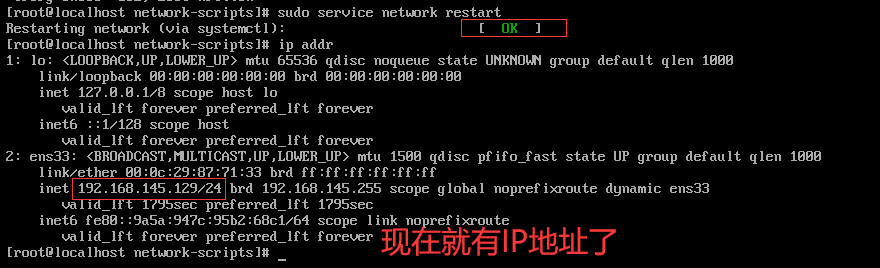 [root@localhost network-scripts]# sudo service network restart
Restarting network (via systemctl): [ OK ]
[root@localhost network-scripts]# ip addr
1: lo: <LOOPBACK,UP,LOWER_UP> mtu 65536 qdisc noqueue state UNKNOWN group default qlen 1000
link/loopback 00:00:00:00:00:00 brd 00:00:00:00:00:00
inet 127.0.0.1/8 scope host lo
valid_lft forever preferred_lft forever
inet6 ::1/128 scope host
valid_lft forever preferred_lft forever
2: ens33: <BROADCAST,MULTICAST,UP,LOWER_UP> mtu 1500 qdisc pfifo_fast state UP group default qlen 1000
link/ether 00:0c:29:87:71:33 brd ff:ff:ff:ff:ff:ff
inet 192.168.145.129/24 brd 192.168.145.255 scope global noprefixroute dynamic ens33
valid_lft 1795sec preferred_lft 1795sec
inet6 fe80::9a5a:947c:95b2:68c1/64 scope link noprefixroute
valid_lft forever preferred_lft forever
现在就有IP地址了
[root@localhost network-scripts]# _